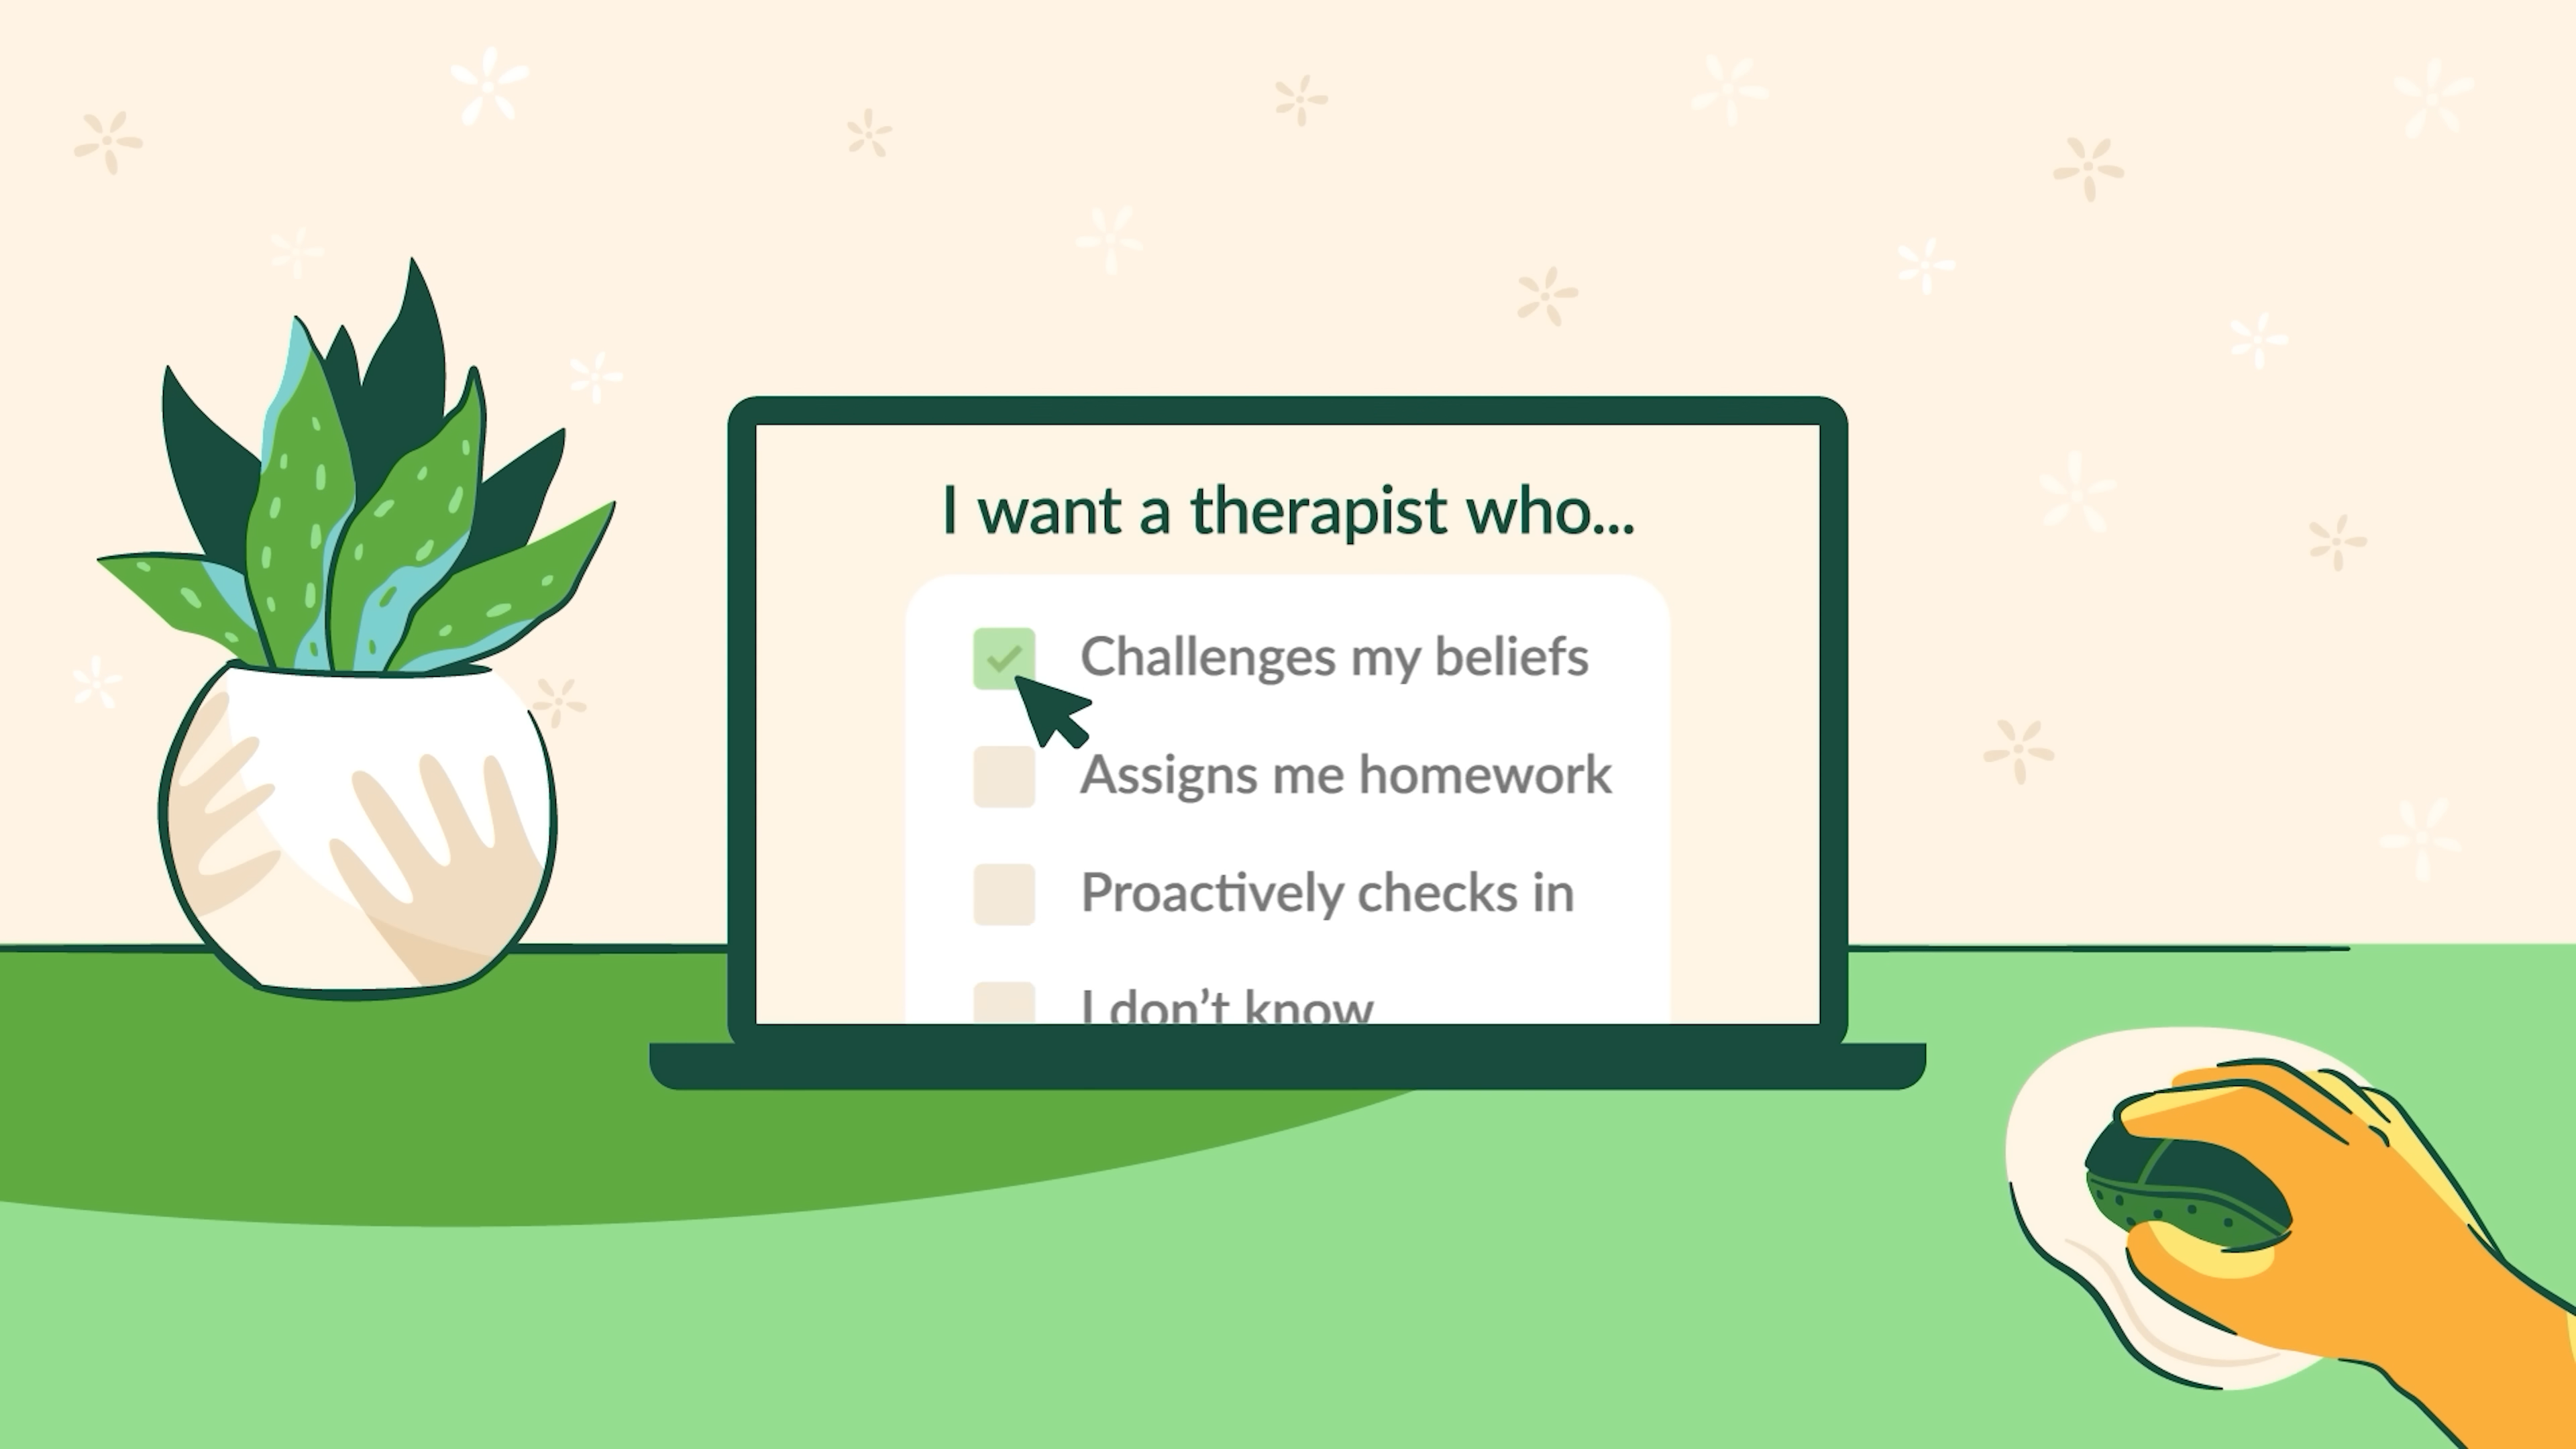 I want a therapist who...
Challenges my beliefs
Assigns me homework
Proactively checks in
I don't know